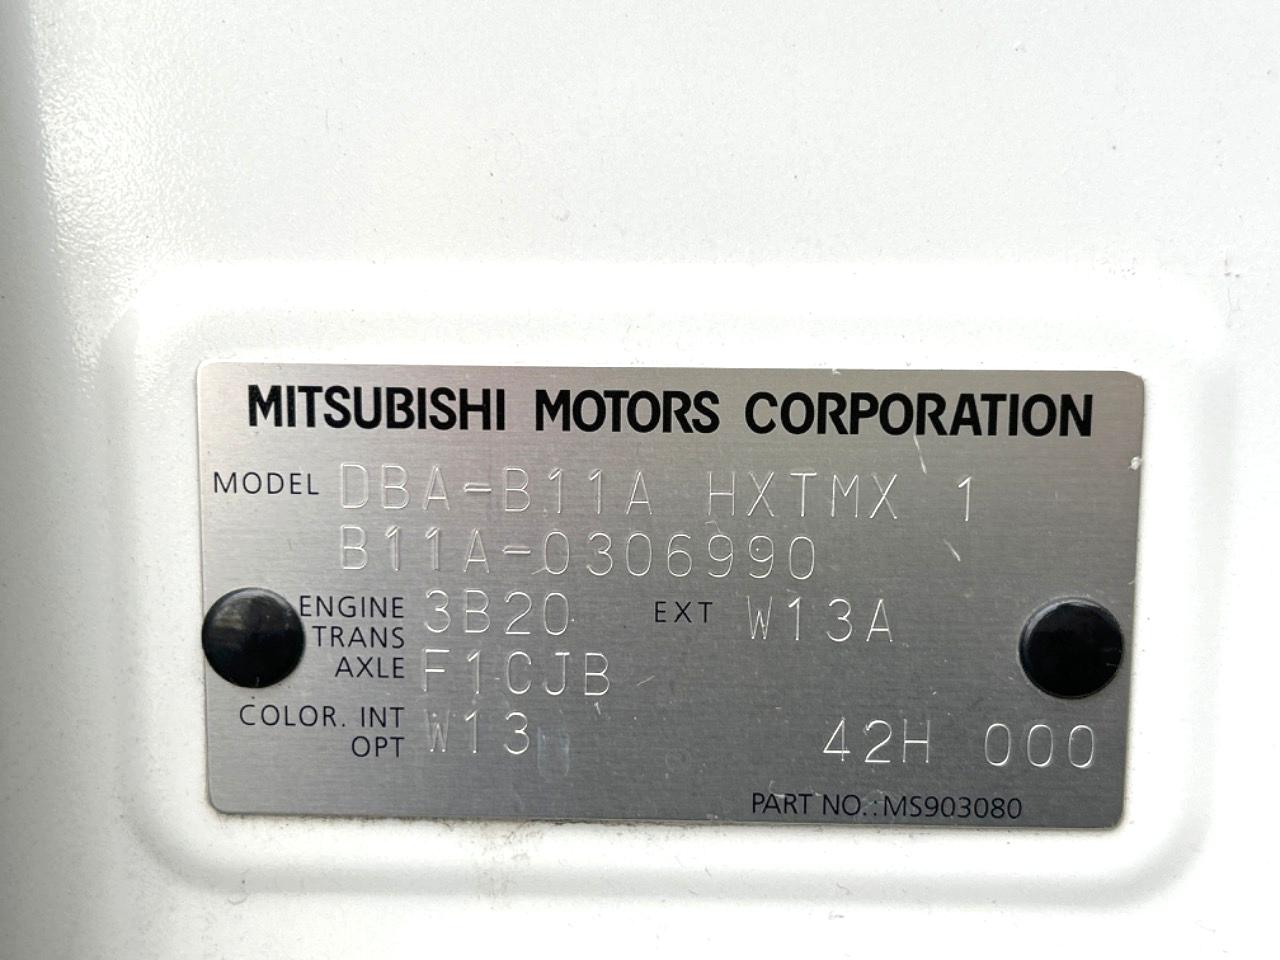 MITSUBISHI MOTORS CORPORATION
MODEL DBA-B11A HXTMX 1
B11A-0306990
ENGINE 3B20 EXT W13A
TRANS
AXLE F1CJB
COLOR. INT W13
OPT 42H 000
PART NO.:MS903080